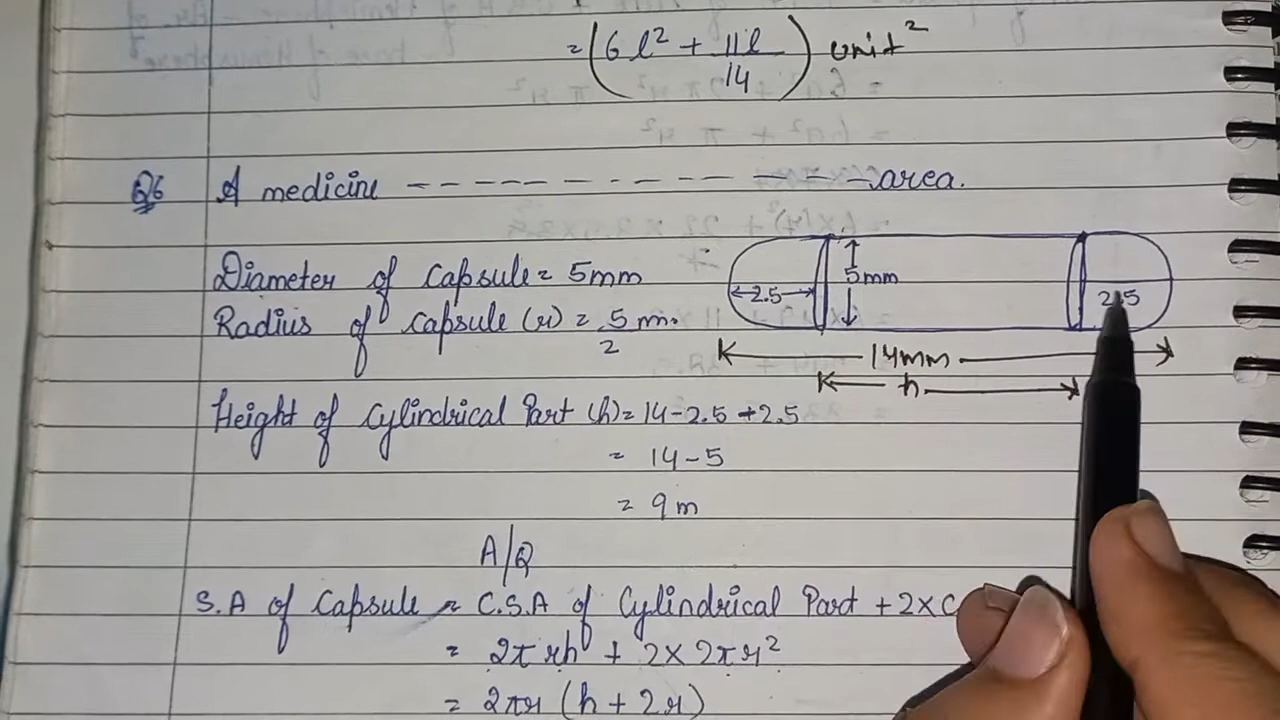 = (6l² + 11l/14) unit²
Q6 A medicine ------------- area.
Diameter of Capsule = 5mm
Radius of Capsule (r) = 5/2 m.
2.5
5mm
2.5
14mm
h
Height of Cylindrical Part (h) = 14-2.5+2.5
= 14-5
= 9m
A/Q
S.A of Capsule = C.S.A of Cylindrical Part + 2×C
= 2πrh + 2×2πr²
= 2πr (h+2r)